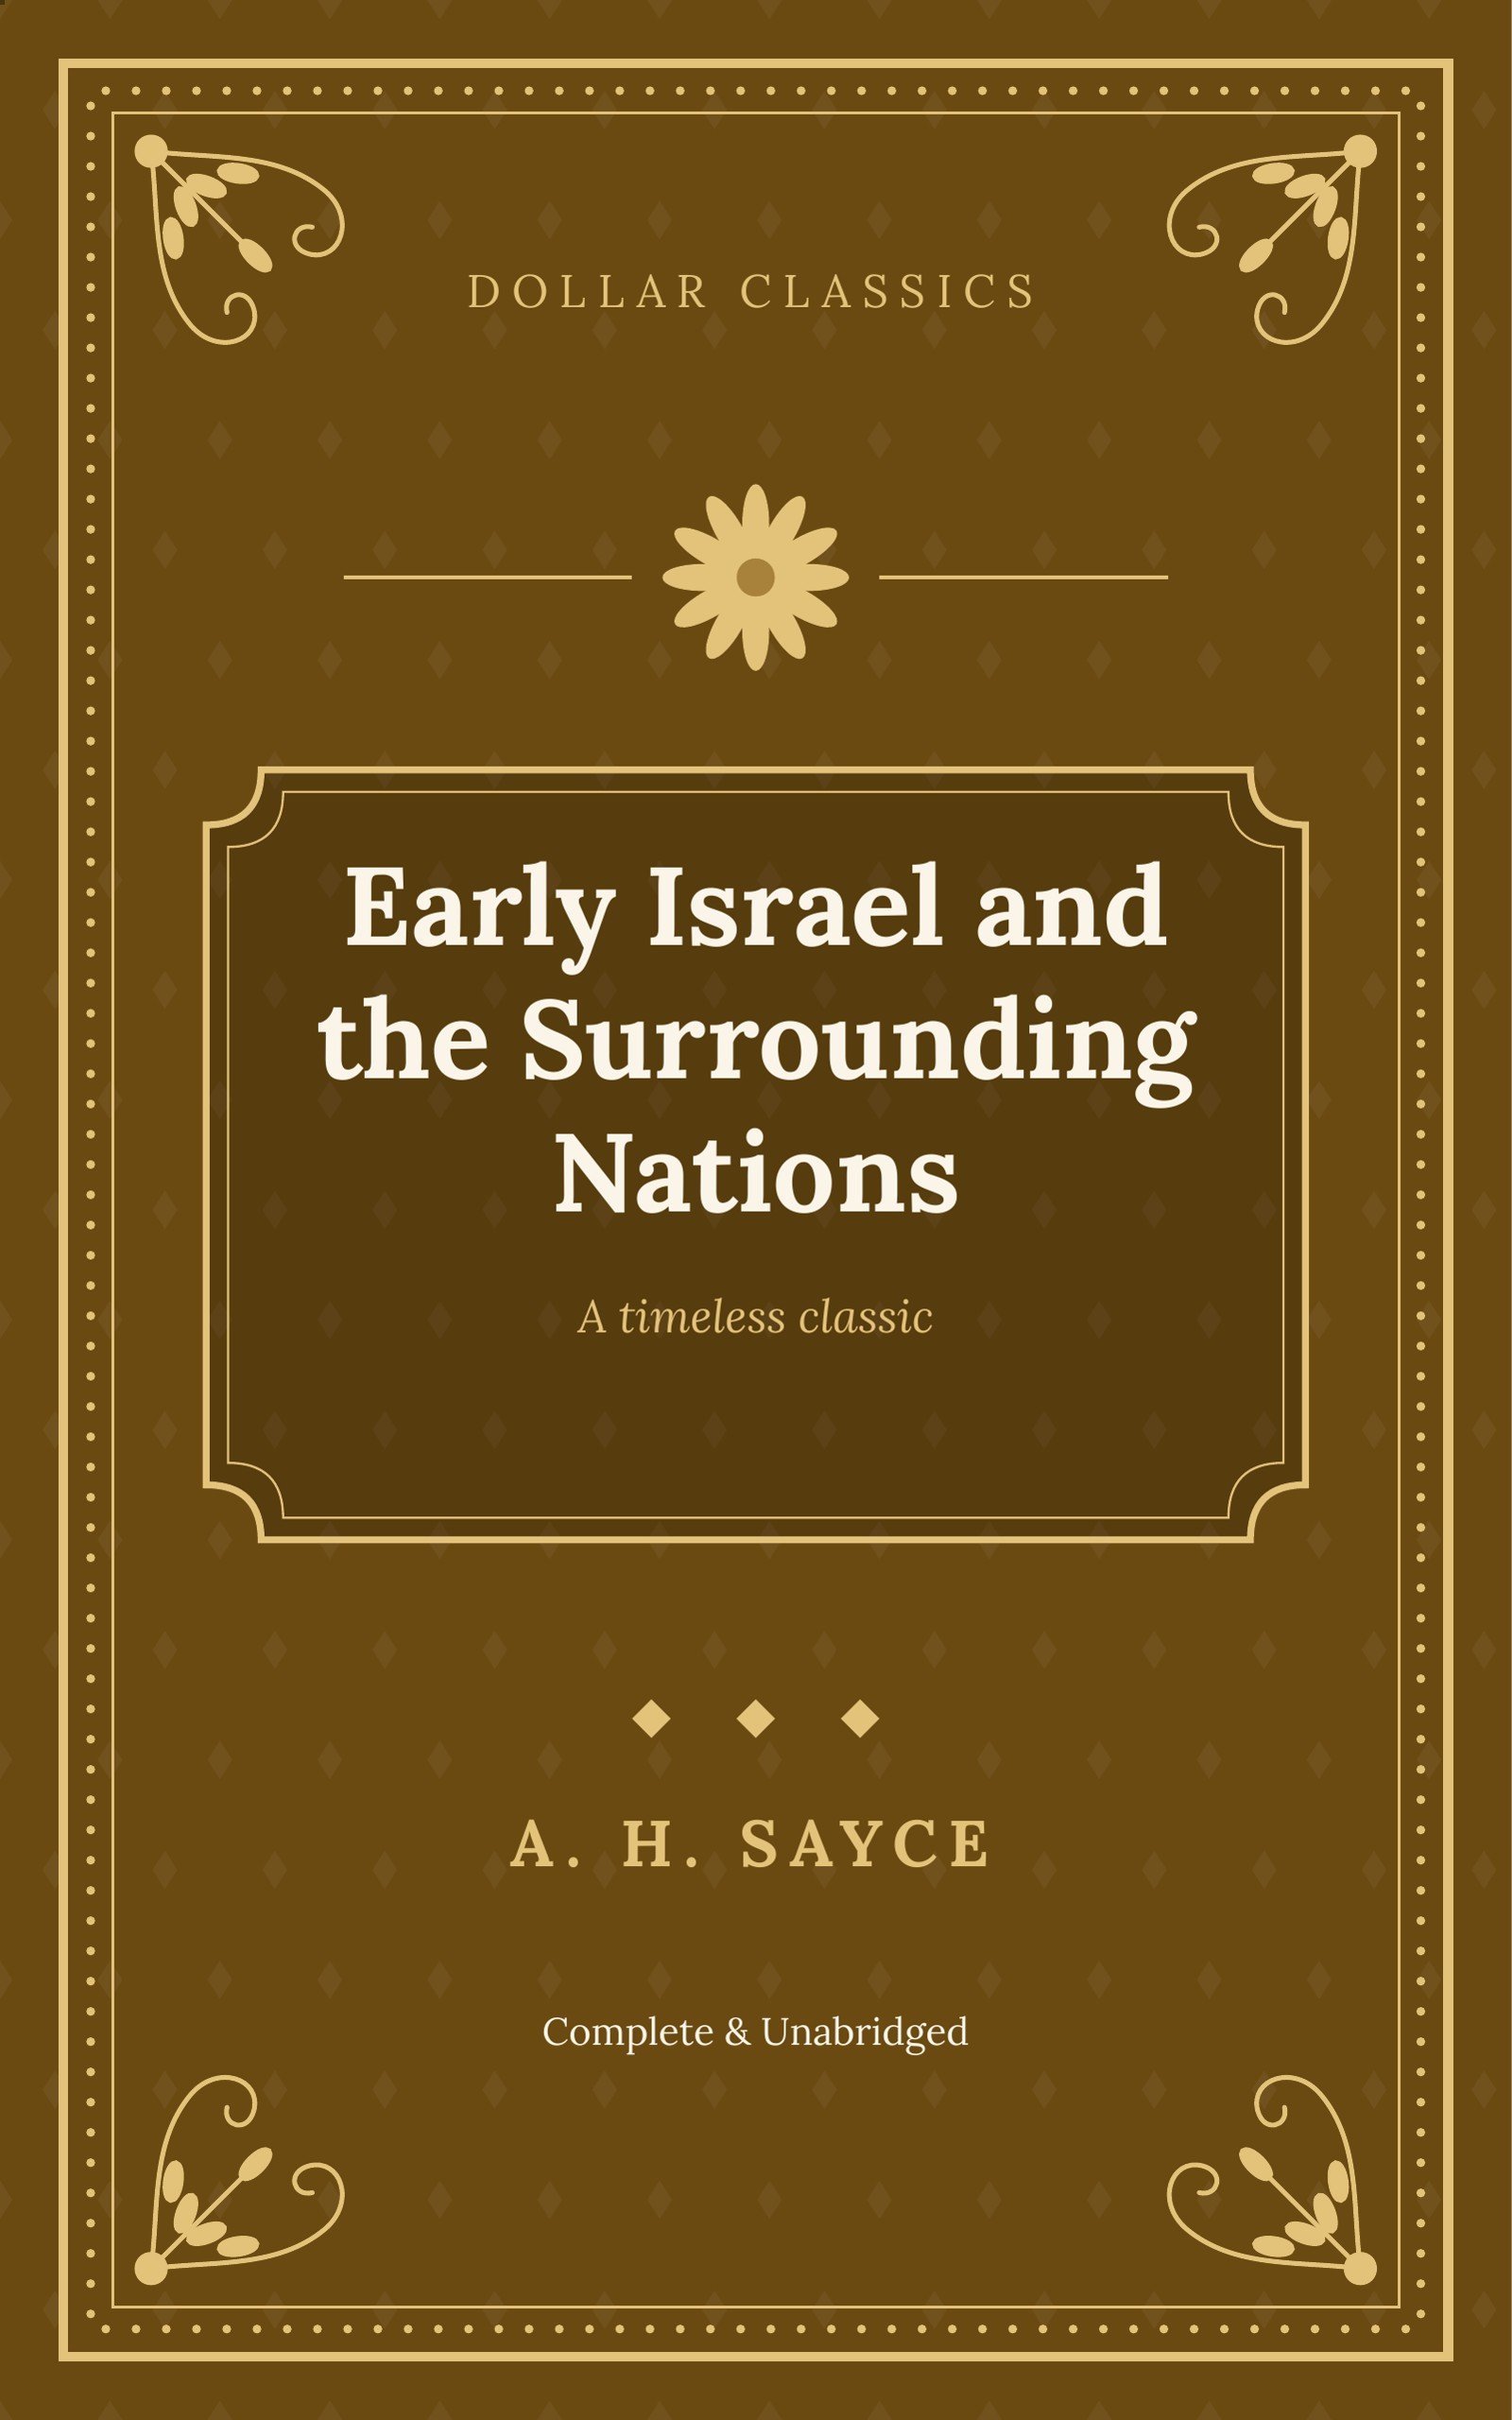 DOLLAR CLASSICS
Early Israel and
the Surrounding
Nations
A timeless classic
A. H. SAYCE
Complete & Unabridged